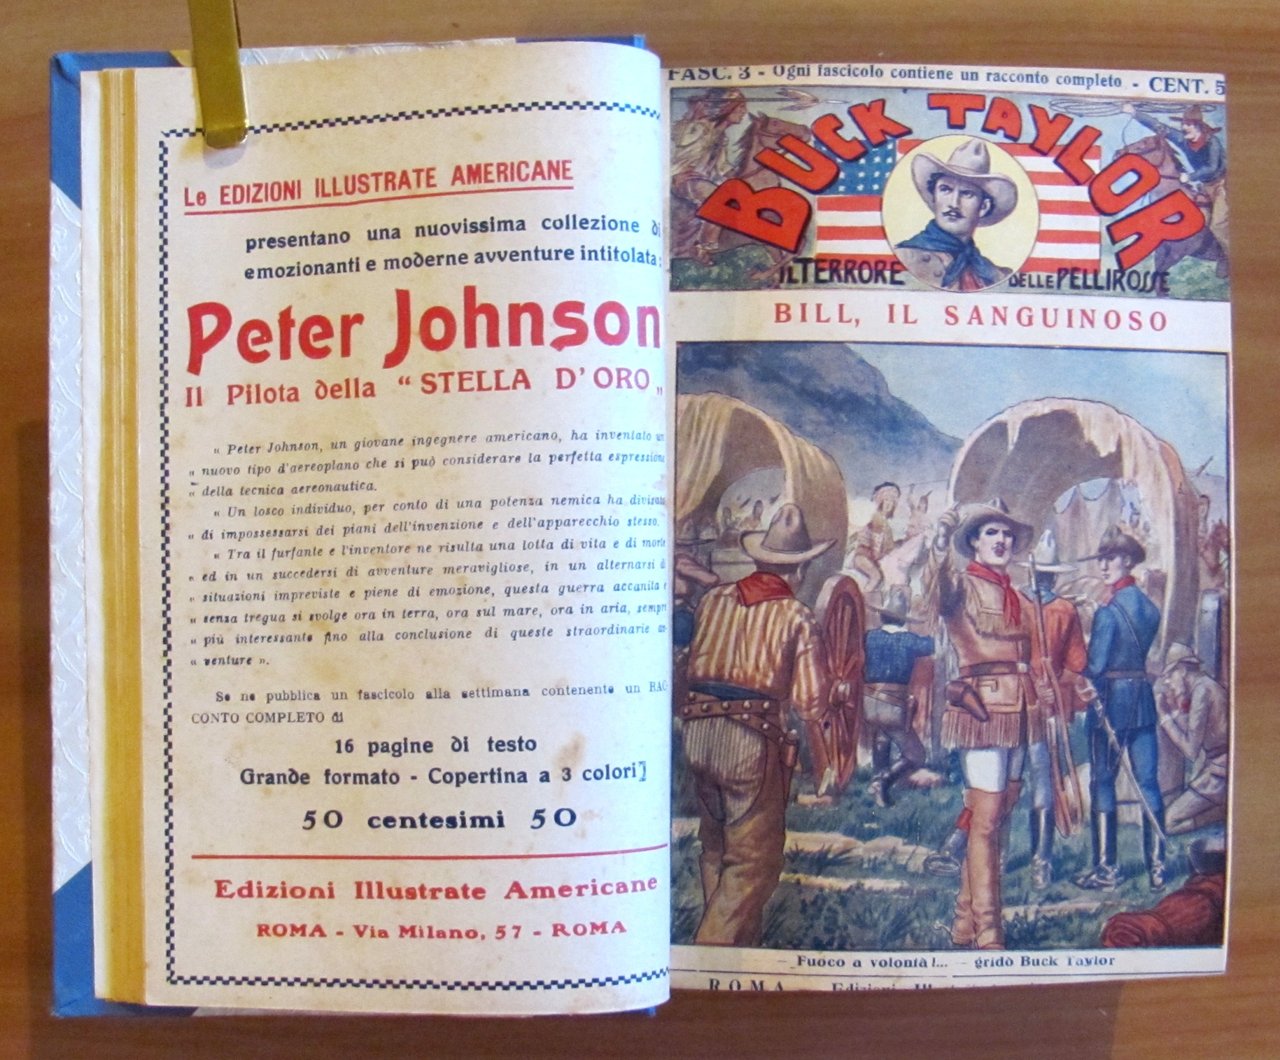 Le EDIZIONI ILLUSTRATE AMERICANE
presentano una nuovissima collezione di
emozionanti e moderne avventure intitolata:
Peter Johnson
Il Pilota della “ STELLA D' ORO „
« Peter Johnson, un giovane ingegnere americano, ha inventato un
« nuovo tipo d'aereoplano che si può considerare la perfetta espressione
« della tecnica aereonautica.
« Un losco individuo, per conto di una potenza nemica ha divisato
« di impossessarsi dei piani dell'invenzione e dell'apparecchio stesso.
« Tra il furfante e l'inventore ne risulta una lotta di vita e di morte
« ed in un succedersi di avventure meravigliose, in un alternarsi di
« situazioni impreviste e piene di emozione, questa guerra accanita e
« senza tregua si svolge ora in terra, ora sul mare, ora in aria, sempre
« più interessante fino alla conclusione di queste straordinarie av-
« venture ».
Se ne pubblica un fascicolo alla settimana contenente un RAC-
CONTO COMPLETO di
16 pagine di testo
Grande formato - Copertina a 3 colori
50 centesimi 50
Edizioni Illustrate Americane
ROMA - Via Milano, 57 - ROMA
FASC. 3 - Ogni fascicolo contiene un racconto completo - CENT. 5
BUCK TAYLOR
IL TERRORE DELLE PELLIROSSE
BILL, IL SANGUINOSO
— Fuoco a volontà !... — gridò Buck Taylor
ROMA